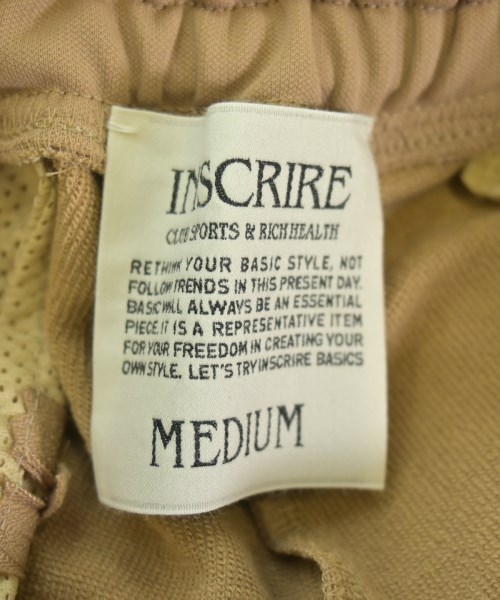 INSCRIRE
CLUB SPORTS & RICH HEALTH
RETHINK YOUR BASIC STYLE, NOT
FOLLOW TRENDS IN THIS PRESENT DAY.
BASIC WILL ALWAYS BE AN ESSENTIAL
PIECE. IT IS A REPRESENTATIVE ITEM
FOR YOUR FREEDOM IN CREATING YOUR
OWN STYLE. LET'S TRY INSCRIRE BASICS
MEDIUM